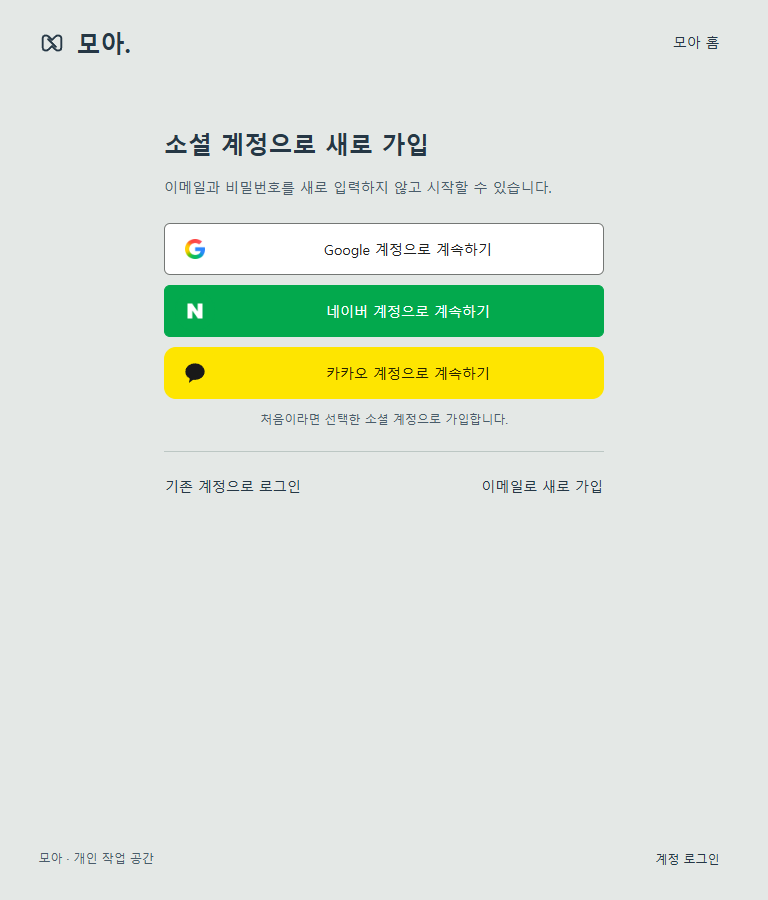 모아.
모아 홈
소셜 계정으로 새로 가입
이메일과 비밀번호를 새로 입력하지 않고 시작할 수 있습니다.
Google 계정으로 계속하기
네이버 계정으로 계속하기
카카오 계정으로 계속하기
처음이라면 선택한 소셜 계정으로 가입합니다.
기존 계정으로 로그인
이메일로 새로 가입
모아 · 개인 작업 공간
계정 로그인